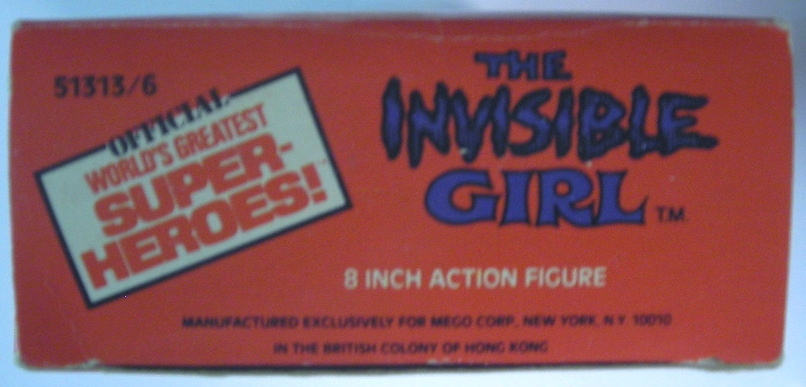 51313/6
OFFICIAL
WORLD'S GREATEST
SUPER-
HEROES!
THE
INVISIBLE
GIRL T.M.
8 INCH ACTION FIGURE
MANUFACTURED EXCLUSIVELY FOR MEGO CORP., NEW YORK, N.Y. 10010
IN THE BRITISH COLONY OF HONG KONG